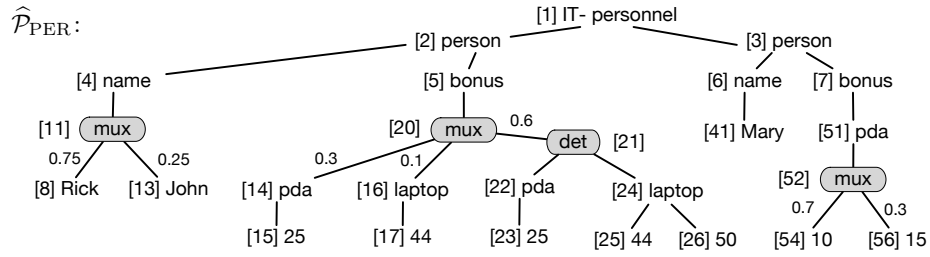 P̂_PER: [1] IT- personnel
[2] person [3] person
[4] name [5] bonus [6] name [7] bonus
[11] mux [20] mux 0.6 det [21] [41] Mary [51] pda
0.75 0.25 0.3 0.1 [52] mux
[8] Rick [13] John [14] pda [16] laptop [22] pda [24] laptop 0.7 0.3
[15] 25 [17] 44 [23] 25 [25] 44 [26] 50 [54] 10 [56] 15